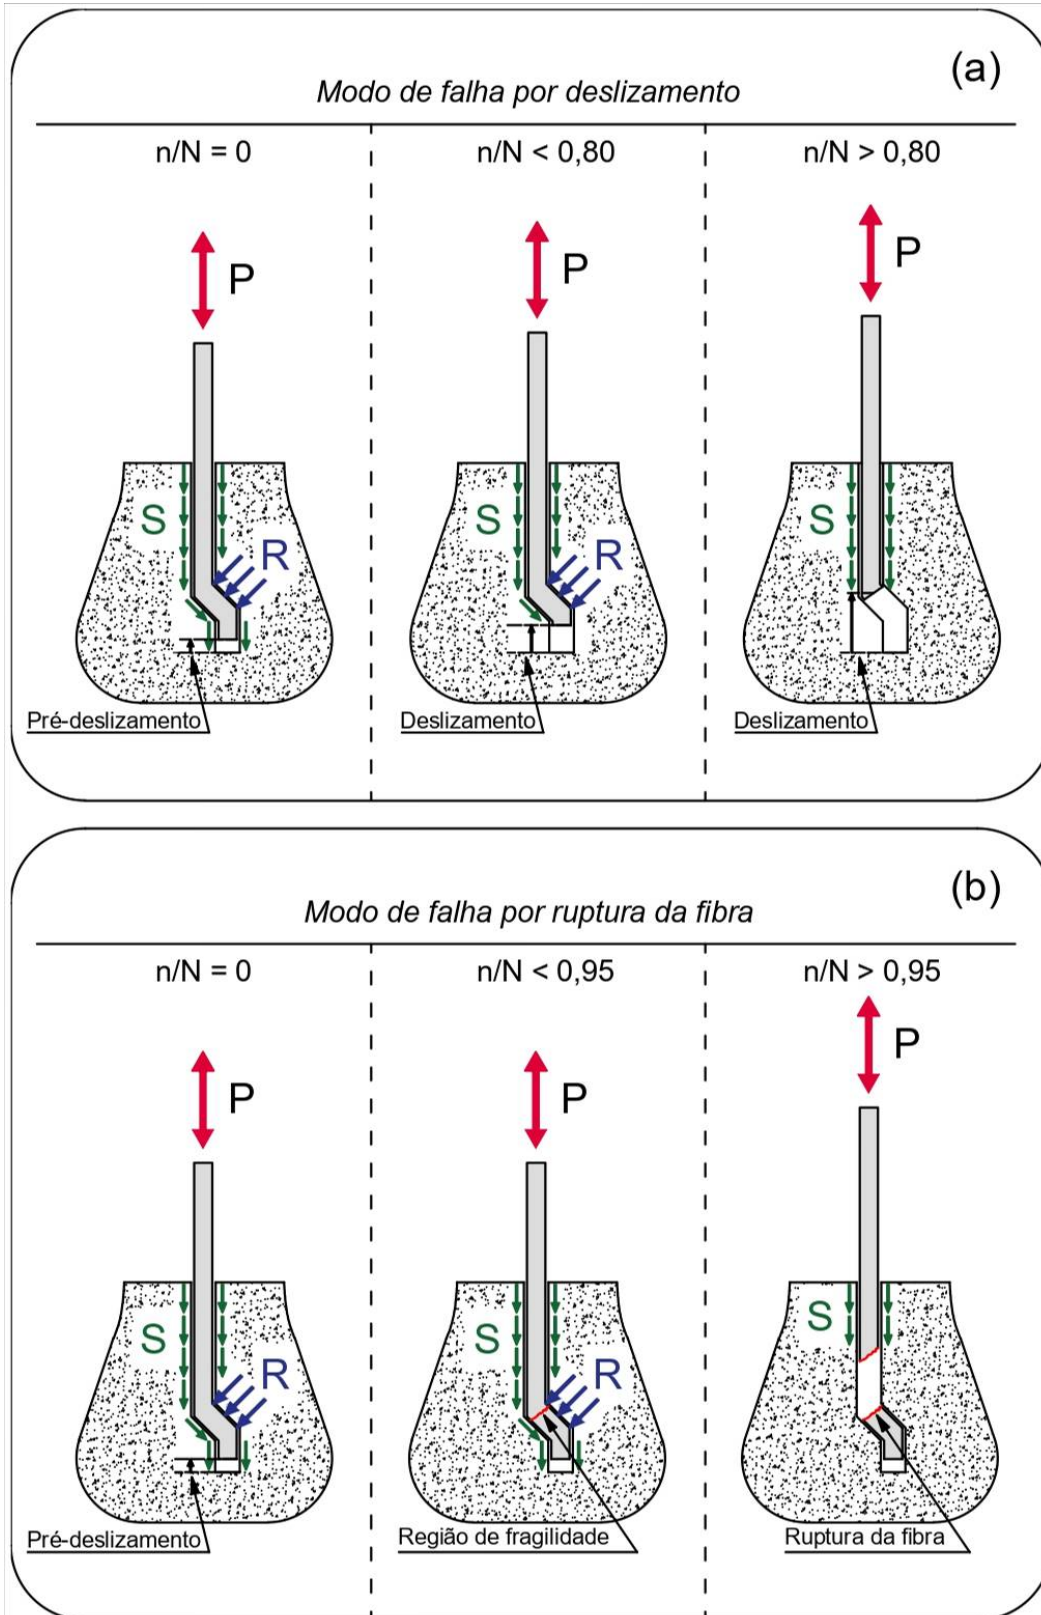 (a)
Modo de falha por deslizamento
n/N = 0
n/N < 0,80
n/N > 0,80
P
P
P
S
R
S
R
S
Pré-deslizamento
Deslizamento
Deslizamento
(b)
Modo de falha por ruptura da fibra
n/N = 0
n/N < 0,95
n/N > 0,95
P
P
P
S
R
S
R
S
Pré-deslizamento
Região de fragilidade
Ruptura da fibra